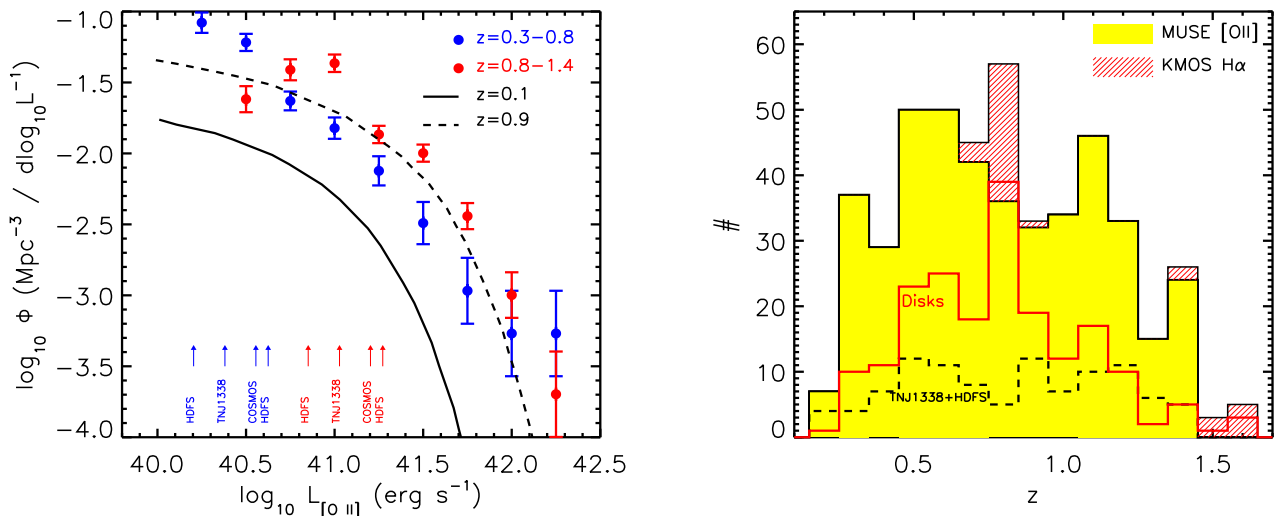 −1.0
−1.5
−2.0
−2.5
−3.0
−3.5
−4.0
log₁₀ Φ (Mpc⁻³ / dlog₁₀L⁻¹)
z=0.3−0.8
z=0.8−1.4
z=0.1
z=0.9
HDFS
TNJ1338
COSMOS
HDFS
HDFS
TNJ1338
COSMOS
HDFS
40.0 40.5 41.0 41.5 42.0 42.5
log₁₀ L[O II] (erg s⁻¹)
60
50
40
30
20
10
0
#
MUSE [OII]
KMOS Hα
Disks
TNJ1338+HDFS
0.5 1.0 1.5
z